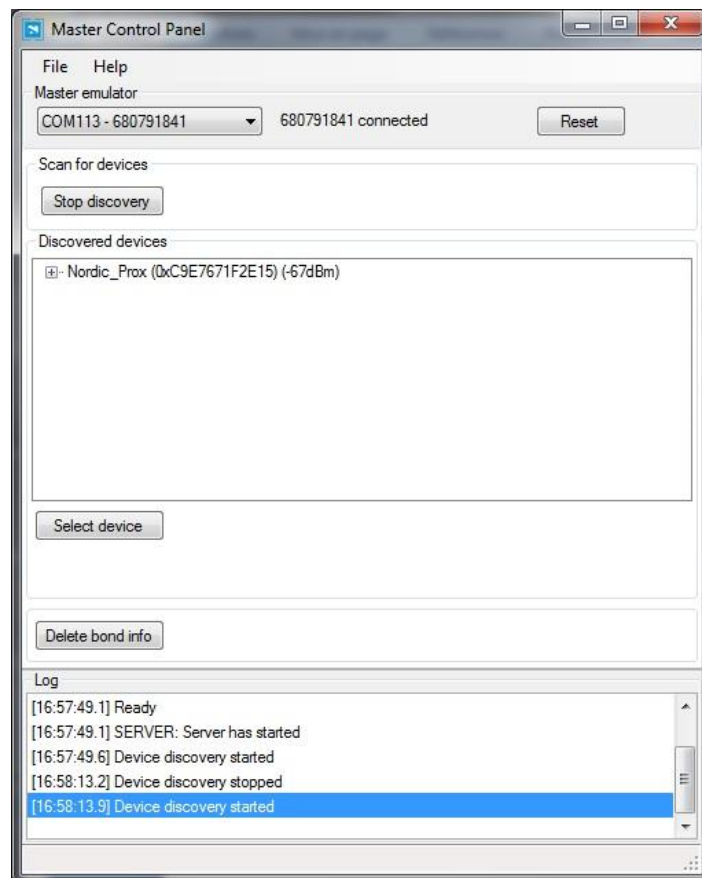 Master Control Panel
File Help
Master emulator
COM113 - 680791841 680791841 connected Reset
Scan for devices
Stop discovery
Discovered devices
Nordic_Prox (0xC9E7671F2E15) (-67dBm)
Select device
Delete bond info
Log
[16:57:49.1] Ready
[16:57:49.1] SERVER: Server has started
[16:57:49.6] Device discovery started
[16:58:13.2] Device discovery stopped
[16:58:13.9] Device discovery started